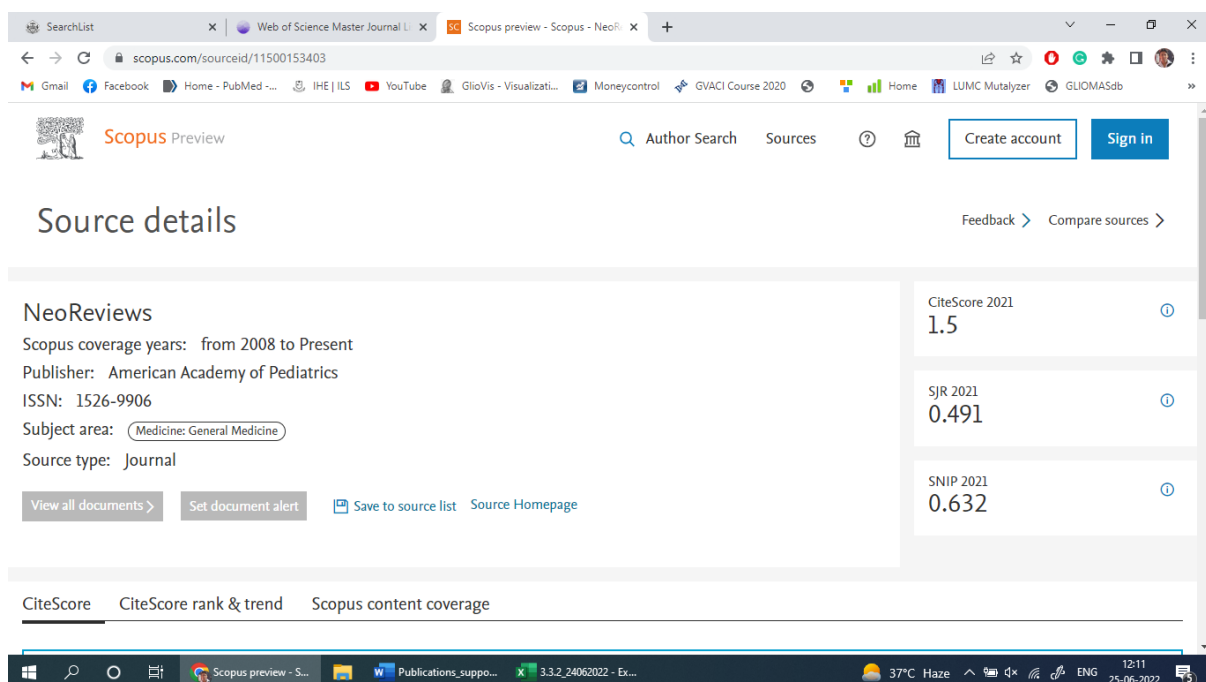 SearchList
Web of Science Master Journal Li
SC Scopus preview - Scopus - NeoRe
scopus.com/sourceid/11500153403
Gmail Facebook Home - PubMed -... IHE | ILS YouTube GlioVis - Visualizati... Moneycontrol GVACI Course 2020 Home LUMC Mutalyzer GLIOMASdb »
Scopus Preview
Author Search Sources Create account Sign in
Source details
Feedback Compare sources
NeoReviews
Scopus coverage years: from 2008 to Present
Publisher: American Academy of Pediatrics
ISSN: 1526-9906
Subject area: Medicine: General Medicine
Source type: Journal
View all documents Set document alert Save to source list Source Homepage
CiteScore 2021
1.5
SJR 2021
0.491
SNIP 2021
0.632
CiteScore CiteScore rank & trend Scopus content coverage
Scopus preview - S... Publications_suppo... 3.3.2_24062022 - Ex... 37°C Haze ENG 12:11
25-06-2022
5